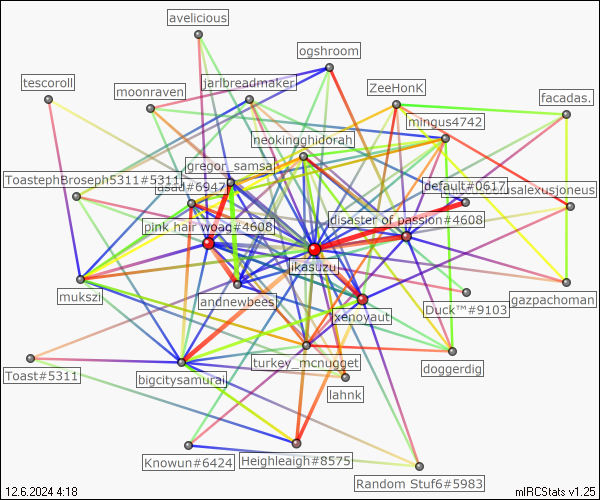 avelicious
ogshroom
tescoroll
moonraven
jarlbreadmaker
ZeeHonK
facadas.
mingus4742
neokingghidorah
gregor_samsa
ToastephBroseph5311#5311
asad#6947
default#0617
salexusjoneus
pink hair woag#4608
disaster of passion#4608
ikasuzu
mukszi
andnewbees
xenoyaut
Duck™#9103
gazpachoman
turkey_mcnugget
doggerdig
Toast#5311
bigcitysamurai
lahnk
Knowun#6424
Heighleaigh#8575
Random Stuf6#5983
12.6.2024 4:18
mIRCStats v1.25